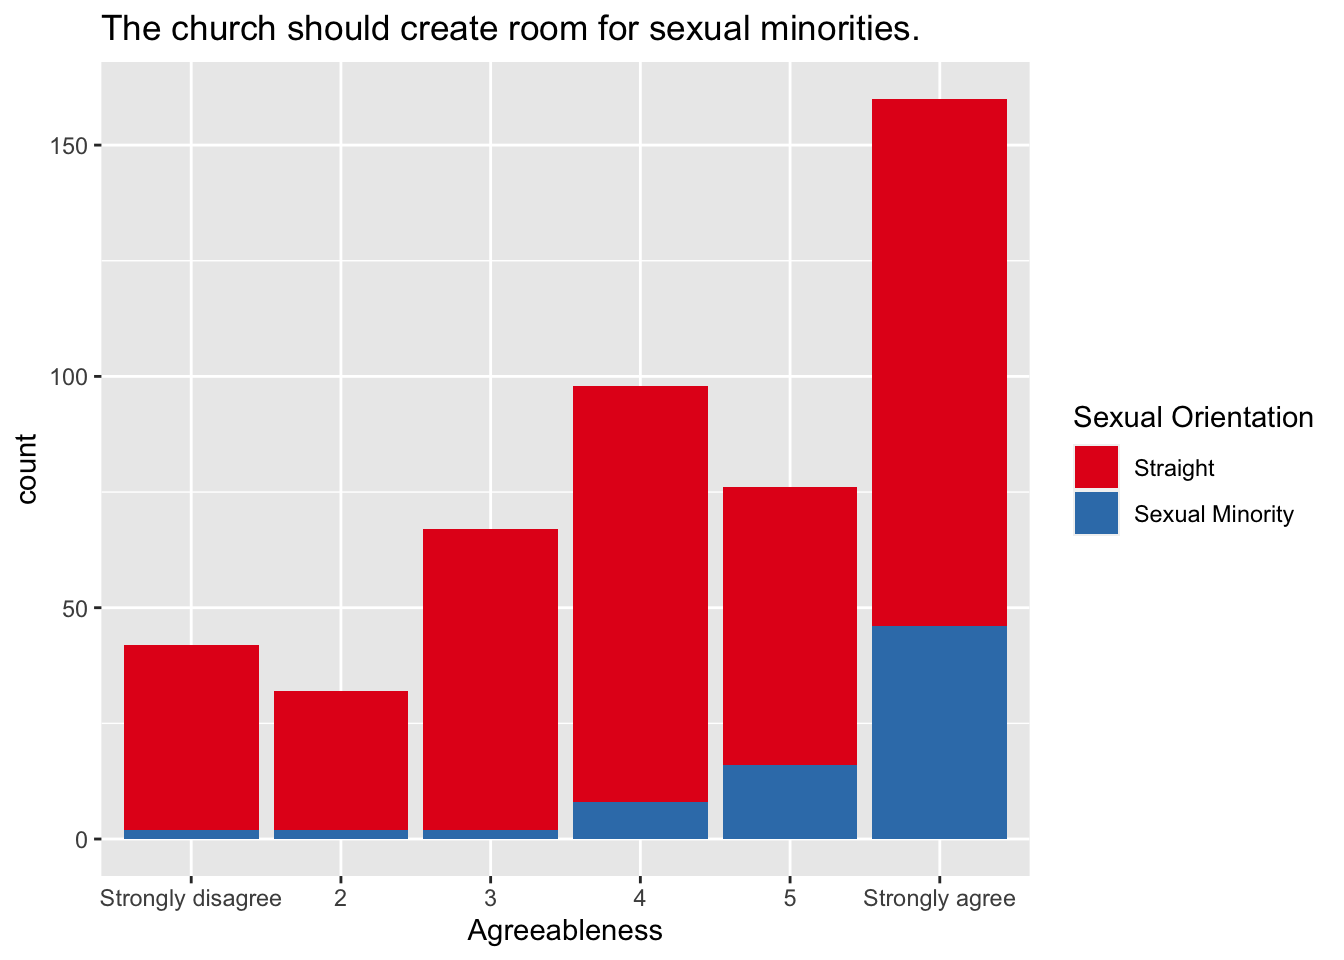 The church should create room for sexual minorities.
150
100
50
0
count
Strongly disagree 2 3 4 5 Strongly agree
Agreeableness
Sexual Orientation
Straight
Sexual Minority